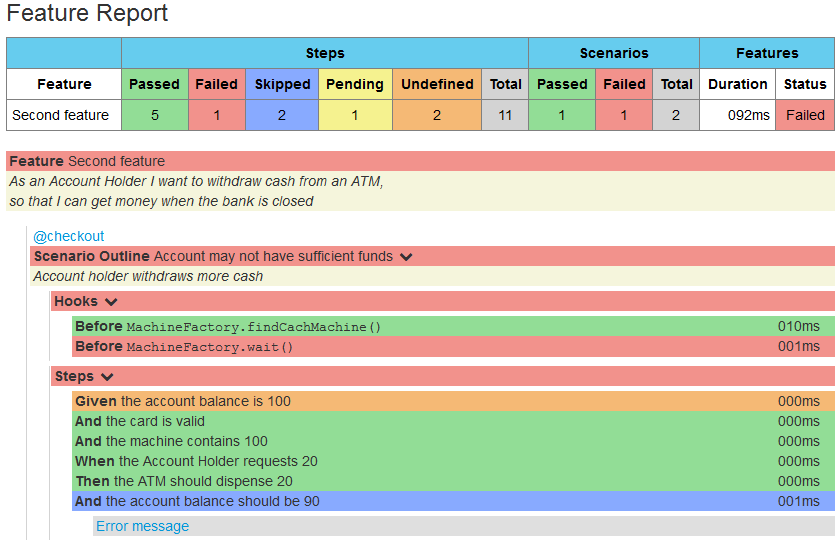 Feature Report
Steps Scenarios Features
Feature Passed Failed Skipped Pending Undefined Total Passed Failed Total Duration Status
Second feature 5 1 2 1 2 11 1 1 2 092ms Failed
Feature Second feature
As an Account Holder I want to withdraw cash from an ATM,
so that I can get money when the bank is closed
@checkout
Scenario Outline Account may not have sufficient funds
Account holder withdraws more cash
Hooks
Before MachineFactory.findCachMachine() 010ms
Before MachineFactory.wait() 001ms
Steps
Given the account balance is 100 000ms
And the card is valid 000ms
And the machine contains 100 000ms
When the Account Holder requests 20 000ms
Then the ATM should dispense 20 000ms
And the account balance should be 90 001ms
Error message